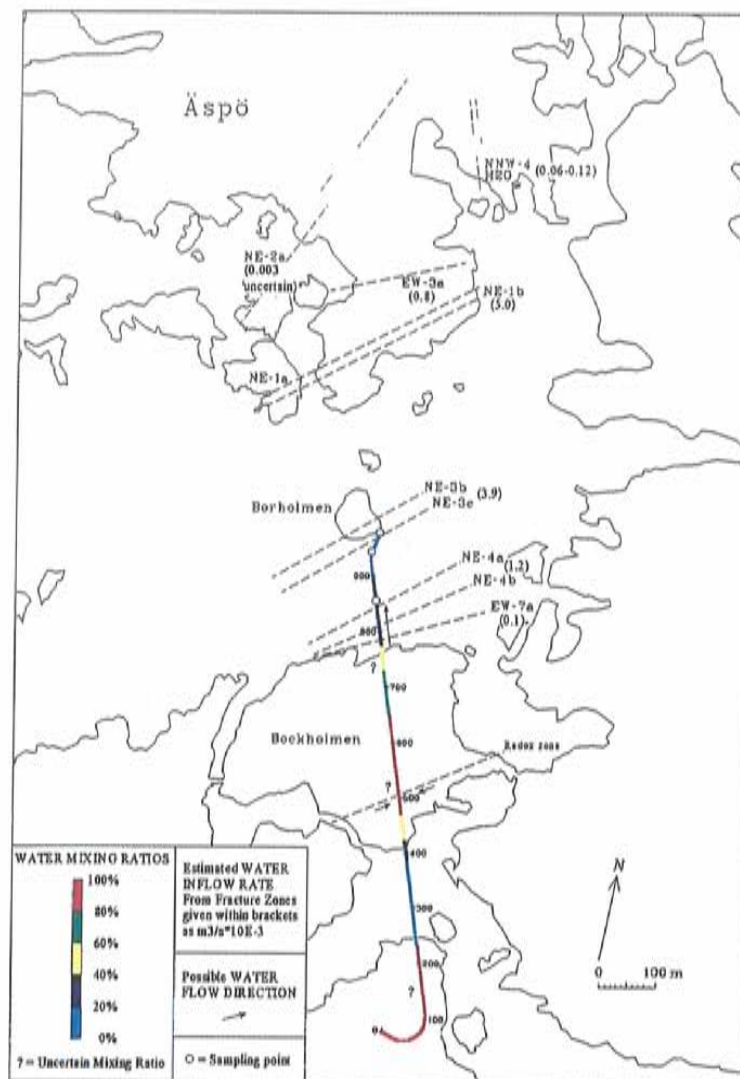 Äspö
NNW-4 (0.06-0.12)
H2O
NE-2a
(0.003
uncertain)
EW-3a
(0.8)
NE-1b
(5.0)
NE-1a
NE-3b
(3.9)
NE-3c
Borholmen
NE-4a
(1.2)
NE-4b
EW-7a
(0.1)
900
800
?
700
Bockholmen
600
Redox zone
?
500
400
300
200
?
100
0
WATER MIXING RATIOS
100%
80%
60%
40%
20%
0%
? = Uncertain Mixing Ratio
Estimated WATER
INFLOW RATE
From Fracture Zones
given within brackets
as m3/s*10E-3
Possible WATER
FLOW DIRECTION
O = Sampling point
N
0 100 m